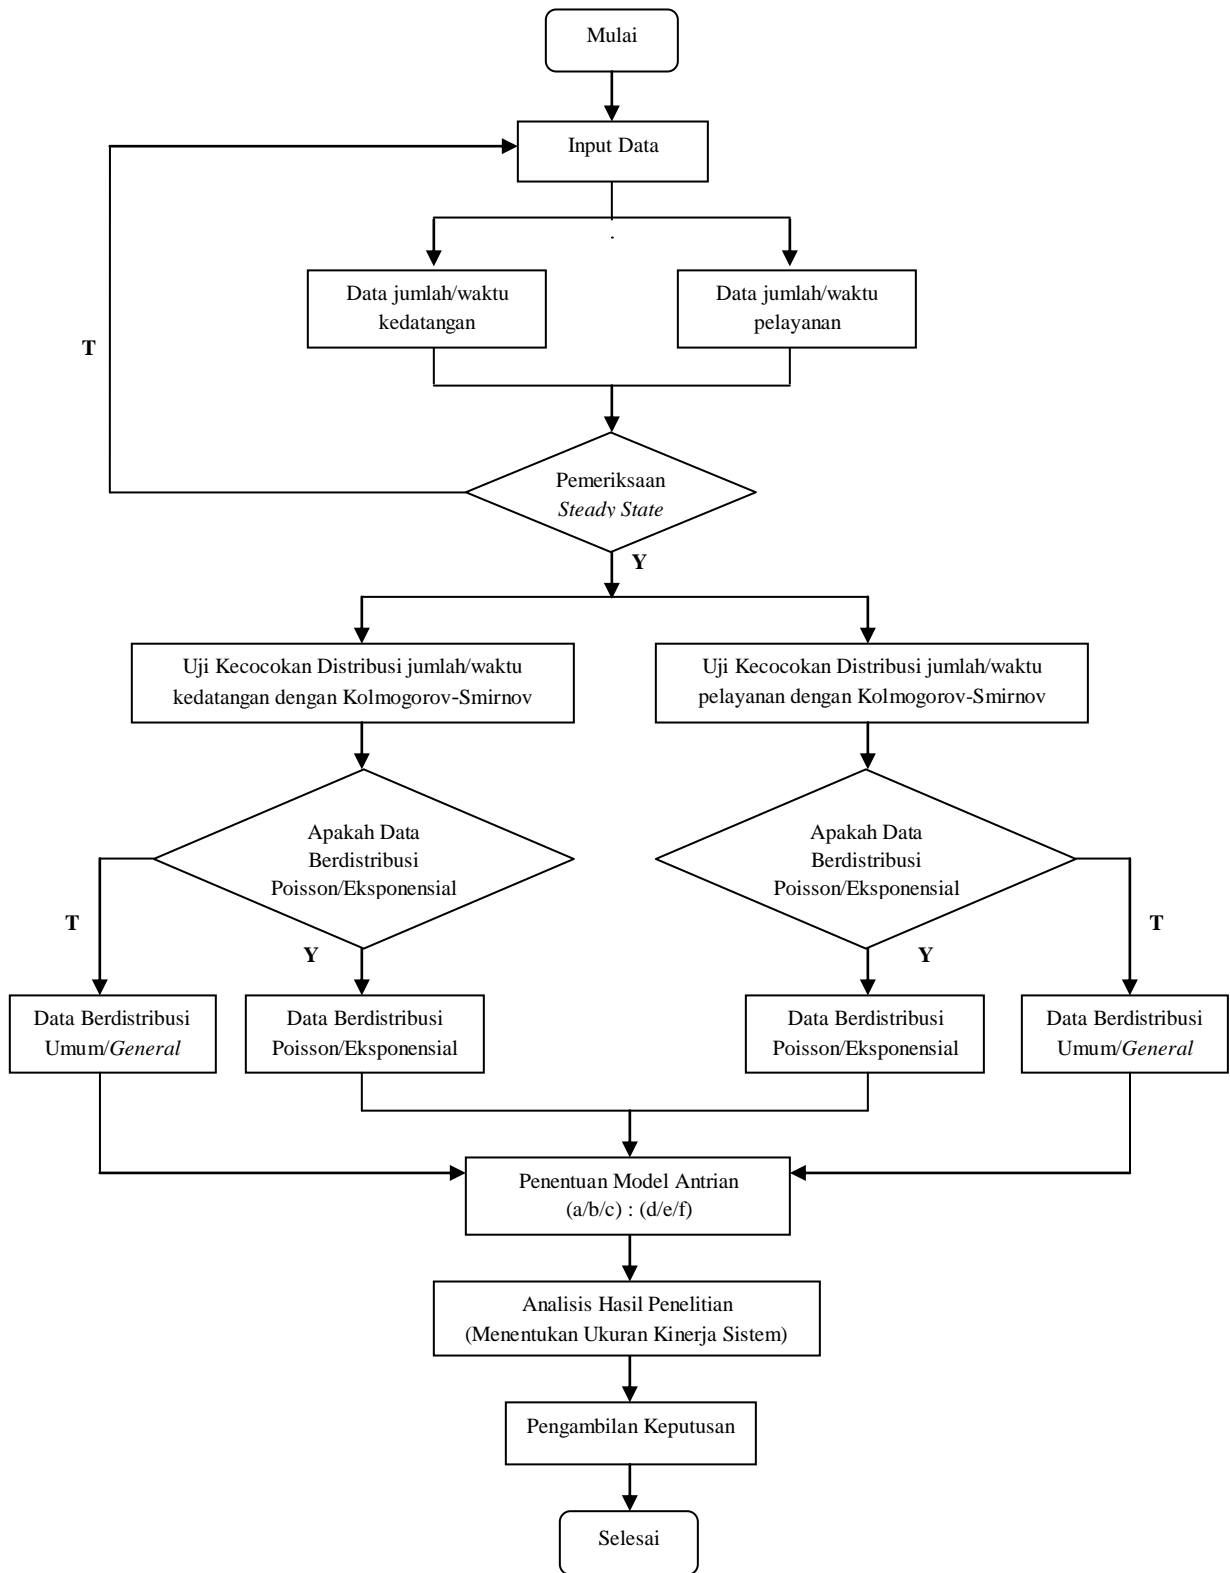 Mulai
Input Data
.
Data jumlah/waktu
kedatangan
Data jumlah/waktu
pelayanan
T
Pemeriksaan
Steady State
Y
Uji Kecocokan Distribusi jumlah/waktu
kedatangan dengan Kolmogorov-Smirnov
Uji Kecocokan Distribusi jumlah/waktu
pelayanan dengan Kolmogorov-Smirnov
Apakah Data
Berdistribusi
Poisson/Eksponensial
Apakah Data
Berdistribusi
Poisson/Eksponensial
T
Y
Y
T
Data Berdistribusi
Umum/General
Data Berdistribusi
Poisson/Eksponensial
Data Berdistribusi
Poisson/Eksponensial
Data Berdistribusi
Umum/General
Penentuan Model Antrian
(a/b/c) : (d/e/f)
Analisis Hasil Penelitian
(Menentukan Ukuran Kinerja Sistem)
Pengambilan Keputusan
Selesai